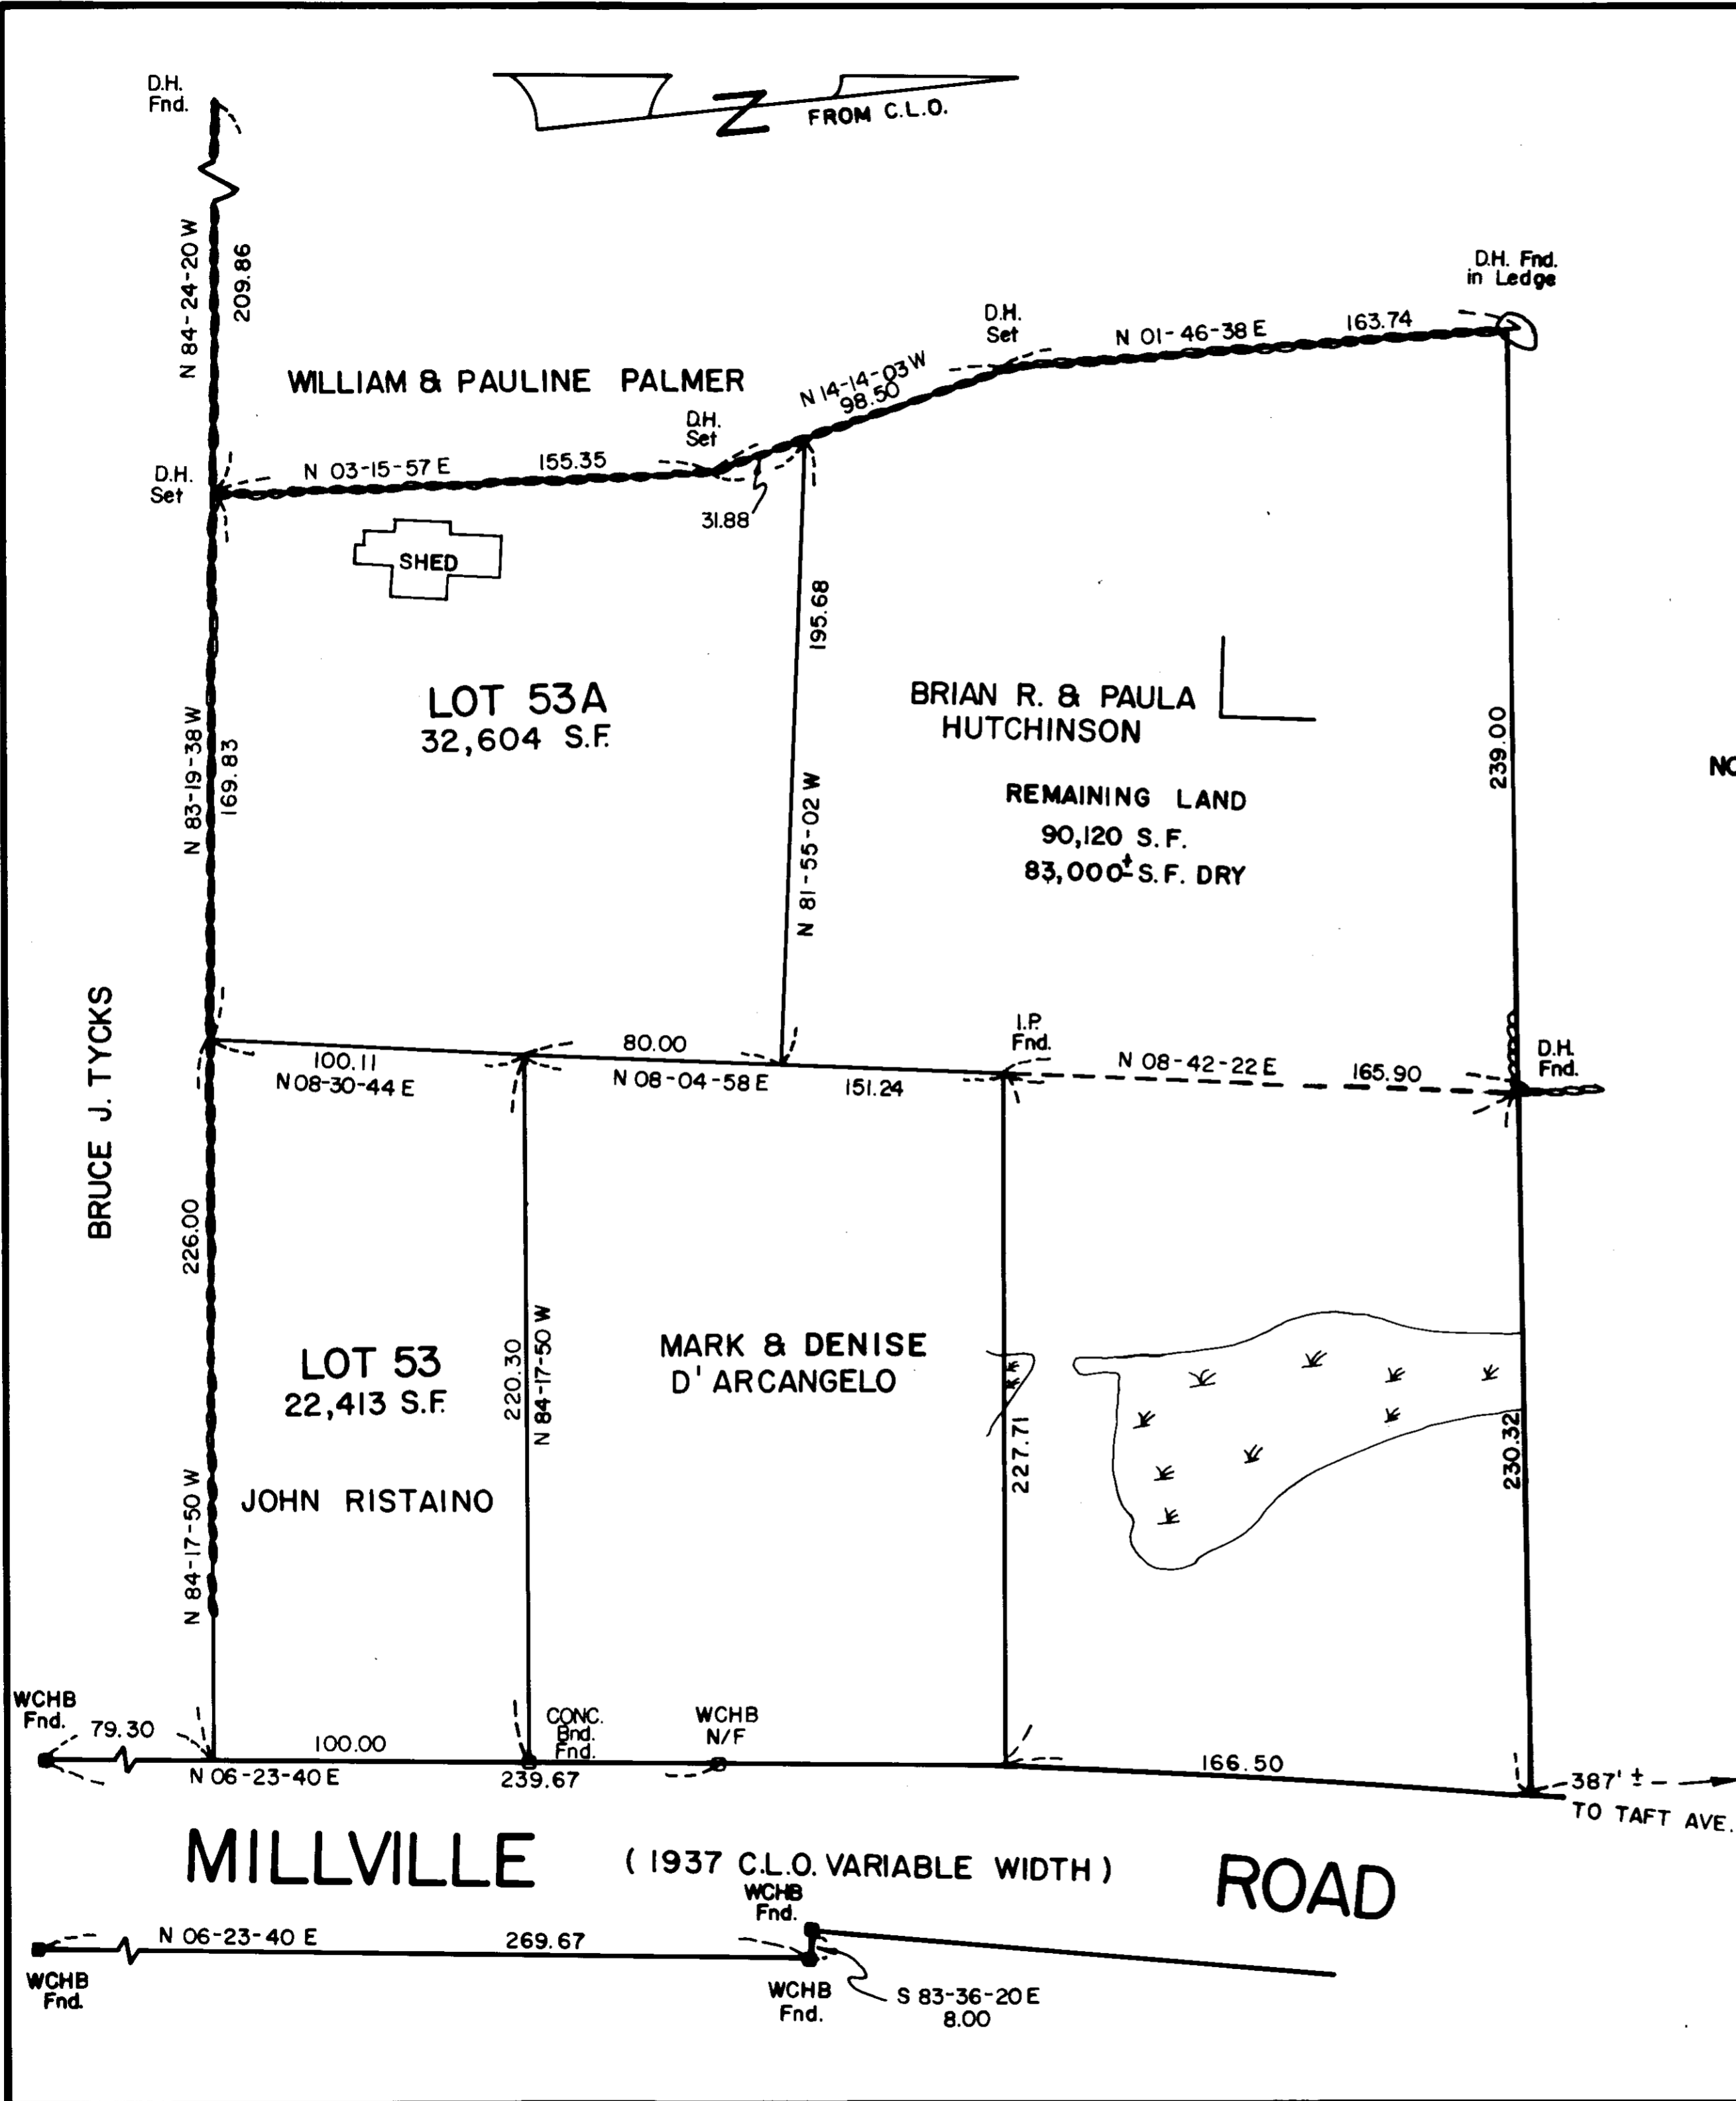 D.H.
Fnd.
Z
FROM C.L.O.
N 84-24-20 W
209.86
D.H. Fnd.
in Ledge
D.H.
Set
N 01-46-38 E 163.74
N 14-14-03 W
98.50
WILLIAM & PAULINE PALMER
D.H.
Set
D.H.
Set
N 03-15-57 E 155.35
31.88
SHED
195.68
N 81-55-02 W
LOT 53A
32,604 S.F.
BRIAN R. & PAULA
HUTCHINSON
REMAINING LAND
90,120 S.F.
83,000± S.F. DRY
239.00
NO
N 83-19-38 W
169.83
BRUCE J. TYCKS
100.11
N 08-30-44 E
80.00
N 08-04-58 E
151.24
I.P.
Fnd.
N 08-42-22 E 165.90
D.H.
Fnd.
226.00
N 84-17-50 W
LOT 53
22,413 S.F.
JOHN RISTAINO
220.30
N 84-17-50 W
MARK & DENISE
D'ARCANGELO
227.71
230.32
WCHB
Fnd.
79.30
100.00
N 06-23-40 E
CONC.
Bnd.
Fnd.
239.67
WCHB
N/F
166.50
387' ±
TO TAFT AVE.
MILLVILLE (1937 C.L.O. VARIABLE WIDTH) ROAD
WCHB
Fnd.
N 06-23-40 E 269.67
WCHB
Fnd.
WCHB
Fnd.
S 83-36-20 E
8.00